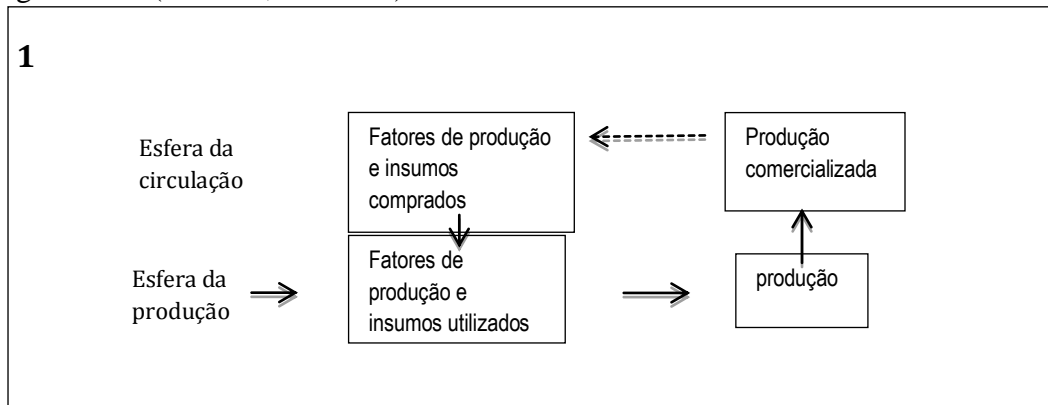 1
Esfera da
circulação
Fatores de produção
e insumos
comprados
Produção
comercializada
Esfera da
produção
Fatores de
produção e
insumos utilizados
produção